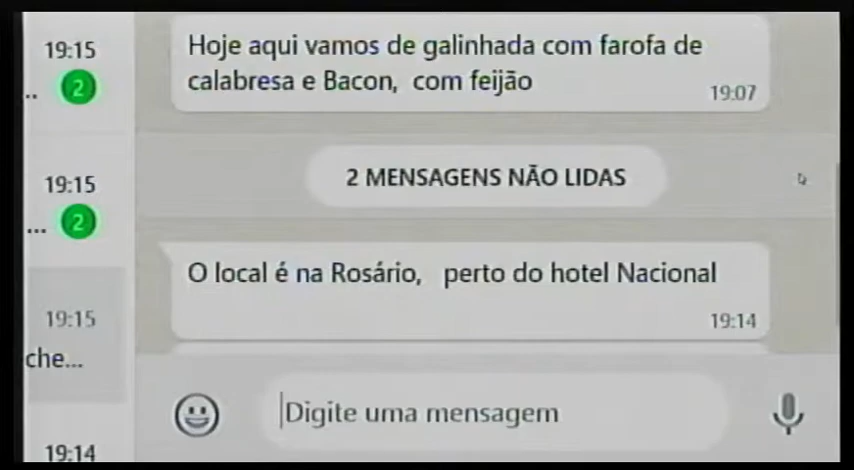 19:15
.. 2
Hoje aqui vamos de galinhada com farofa de
calabresa e Bacon, com feijão
19:07
19:15
... 2
2 MENSAGENS NÃO LIDAS
O local é na Rosário, perto do hotel Nacional
19:14
19:15
che...
Digite uma mensagem
19:14